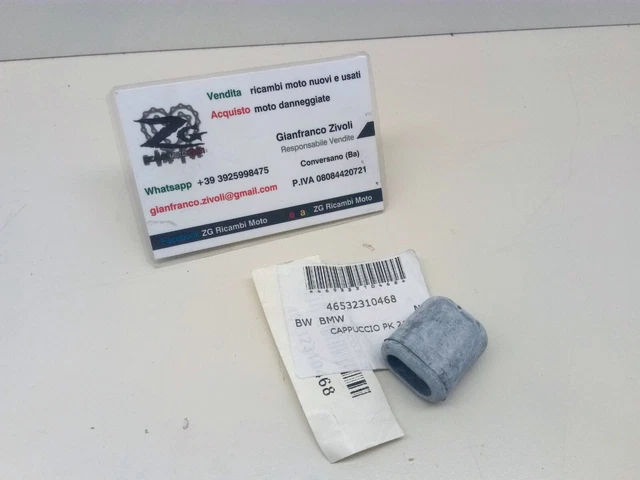 Vendita ricambi moto nuovi e usati
Acquisto moto danneggiate
ZG
Gianfranco Zivoli
Responsabile Vendite
Conversano (Ba)
Whatsapp +39 3925998475
P.IVA 08084420721
gianfranco.zivoli@gmail.com
ZG Ricambi Moto
ZG Ricambi Moto
46532310468
BW BMW
CAPPUCCIO PK